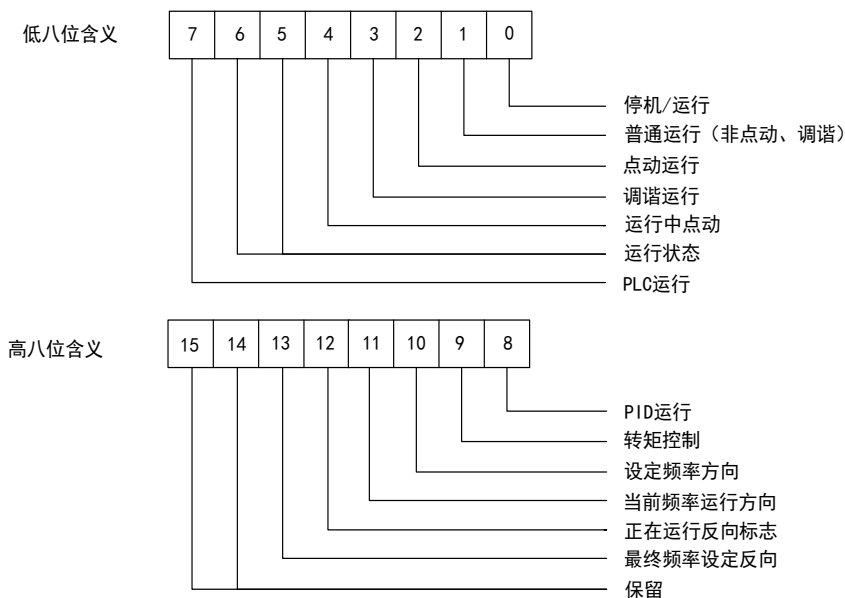 低八位含义
7 6 5 4 3 2 1 0
停机/运行
普通运行（非点动、调谐）
点动运行
调谐运行
运行中点动
运行状态
PLC运行
高八位含义
15 14 13 12 11 10 9 8
PID运行
转矩控制
设定频率方向
当前频率运行方向
正在运行反向标志
最终频率设定反向
保留